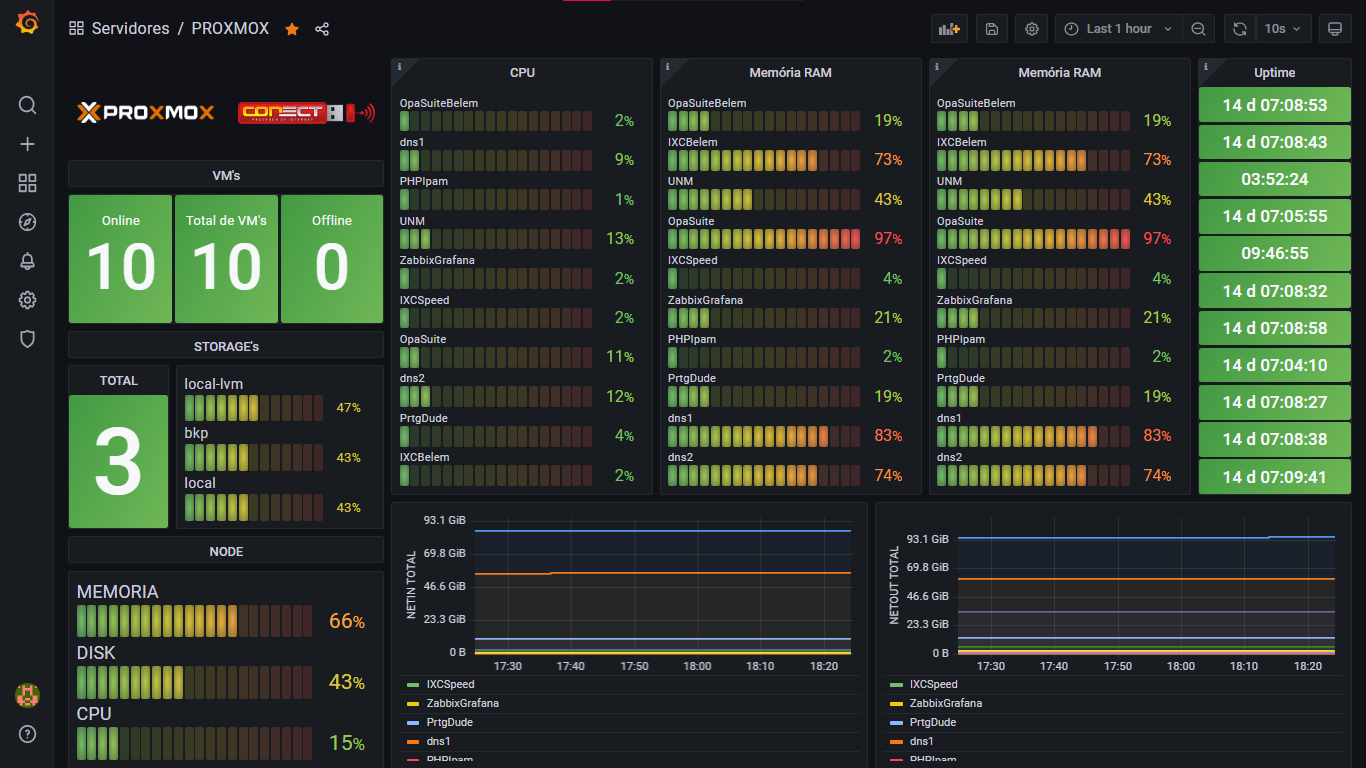 Servidores / PROXMOX
Last 1 hour
10s
PROXMOX
CONECT
PROVEDOR DE INTERNET
VM's
Online
10
Total de VM's
10
Offline
0
STORAGE's
TOTAL
3
local-lvm
47%
bkp
43%
local
43%
NODE
MEMORIA
66%
DISK
43%
CPU
15%
CPU
OpaSuiteBelem
2%
dns1
9%
PHPIpam
1%
UNM
13%
ZabbixGrafana
2%
IXCSpeed
2%
OpaSuite
11%
dns2
12%
PrtgDude
4%
IXCBelem
2%
Memória RAM
OpaSuiteBelem
19%
IXCBelem
73%
UNM
43%
OpaSuite
97%
IXCSpeed
4%
ZabbixGrafana
21%
PHPIpam
2%
PrtgDude
19%
dns1
83%
dns2
74%
Memória RAM
OpaSuiteBelem
19%
IXCBelem
73%
UNM
43%
OpaSuite
97%
IXCSpeed
4%
ZabbixGrafana
21%
PHPIpam
2%
PrtgDude
19%
dns1
83%
dns2
74%
Uptime
14 d 07:08:53
14 d 07:08:43
03:52:24
14 d 07:05:55
09:46:55
14 d 07:08:32
14 d 07:08:58
14 d 07:04:10
14 d 07:08:27
14 d 07:08:38
14 d 07:09:41
NETIN TOTAL
93.1 GiB
69.8 GiB
46.6 GiB
23.3 GiB
0 B
17:30 17:40 17:50 18:00 18:10 18:20
IXCSpeed
ZabbixGrafana
PrtgDude
dns1
PHPIpam
NETOUT TOTAL
93.1 GiB
69.8 GiB
46.6 GiB
23.3 GiB
0 B
17:30 17:40 17:50 18:00 18:10 18:20
IXCSpeed
ZabbixGrafana
PrtgDude
dns1
PHPIpam